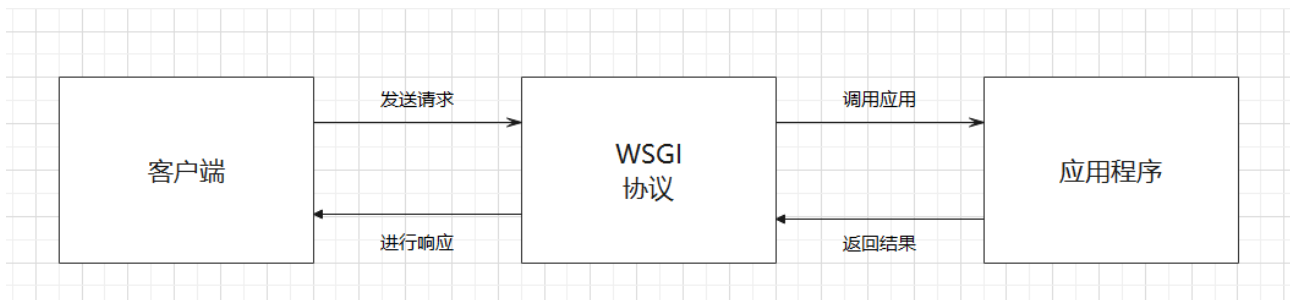 发送请求
调用应用
客户端
WSGI
协议
应用程序
进行响应
返回结果